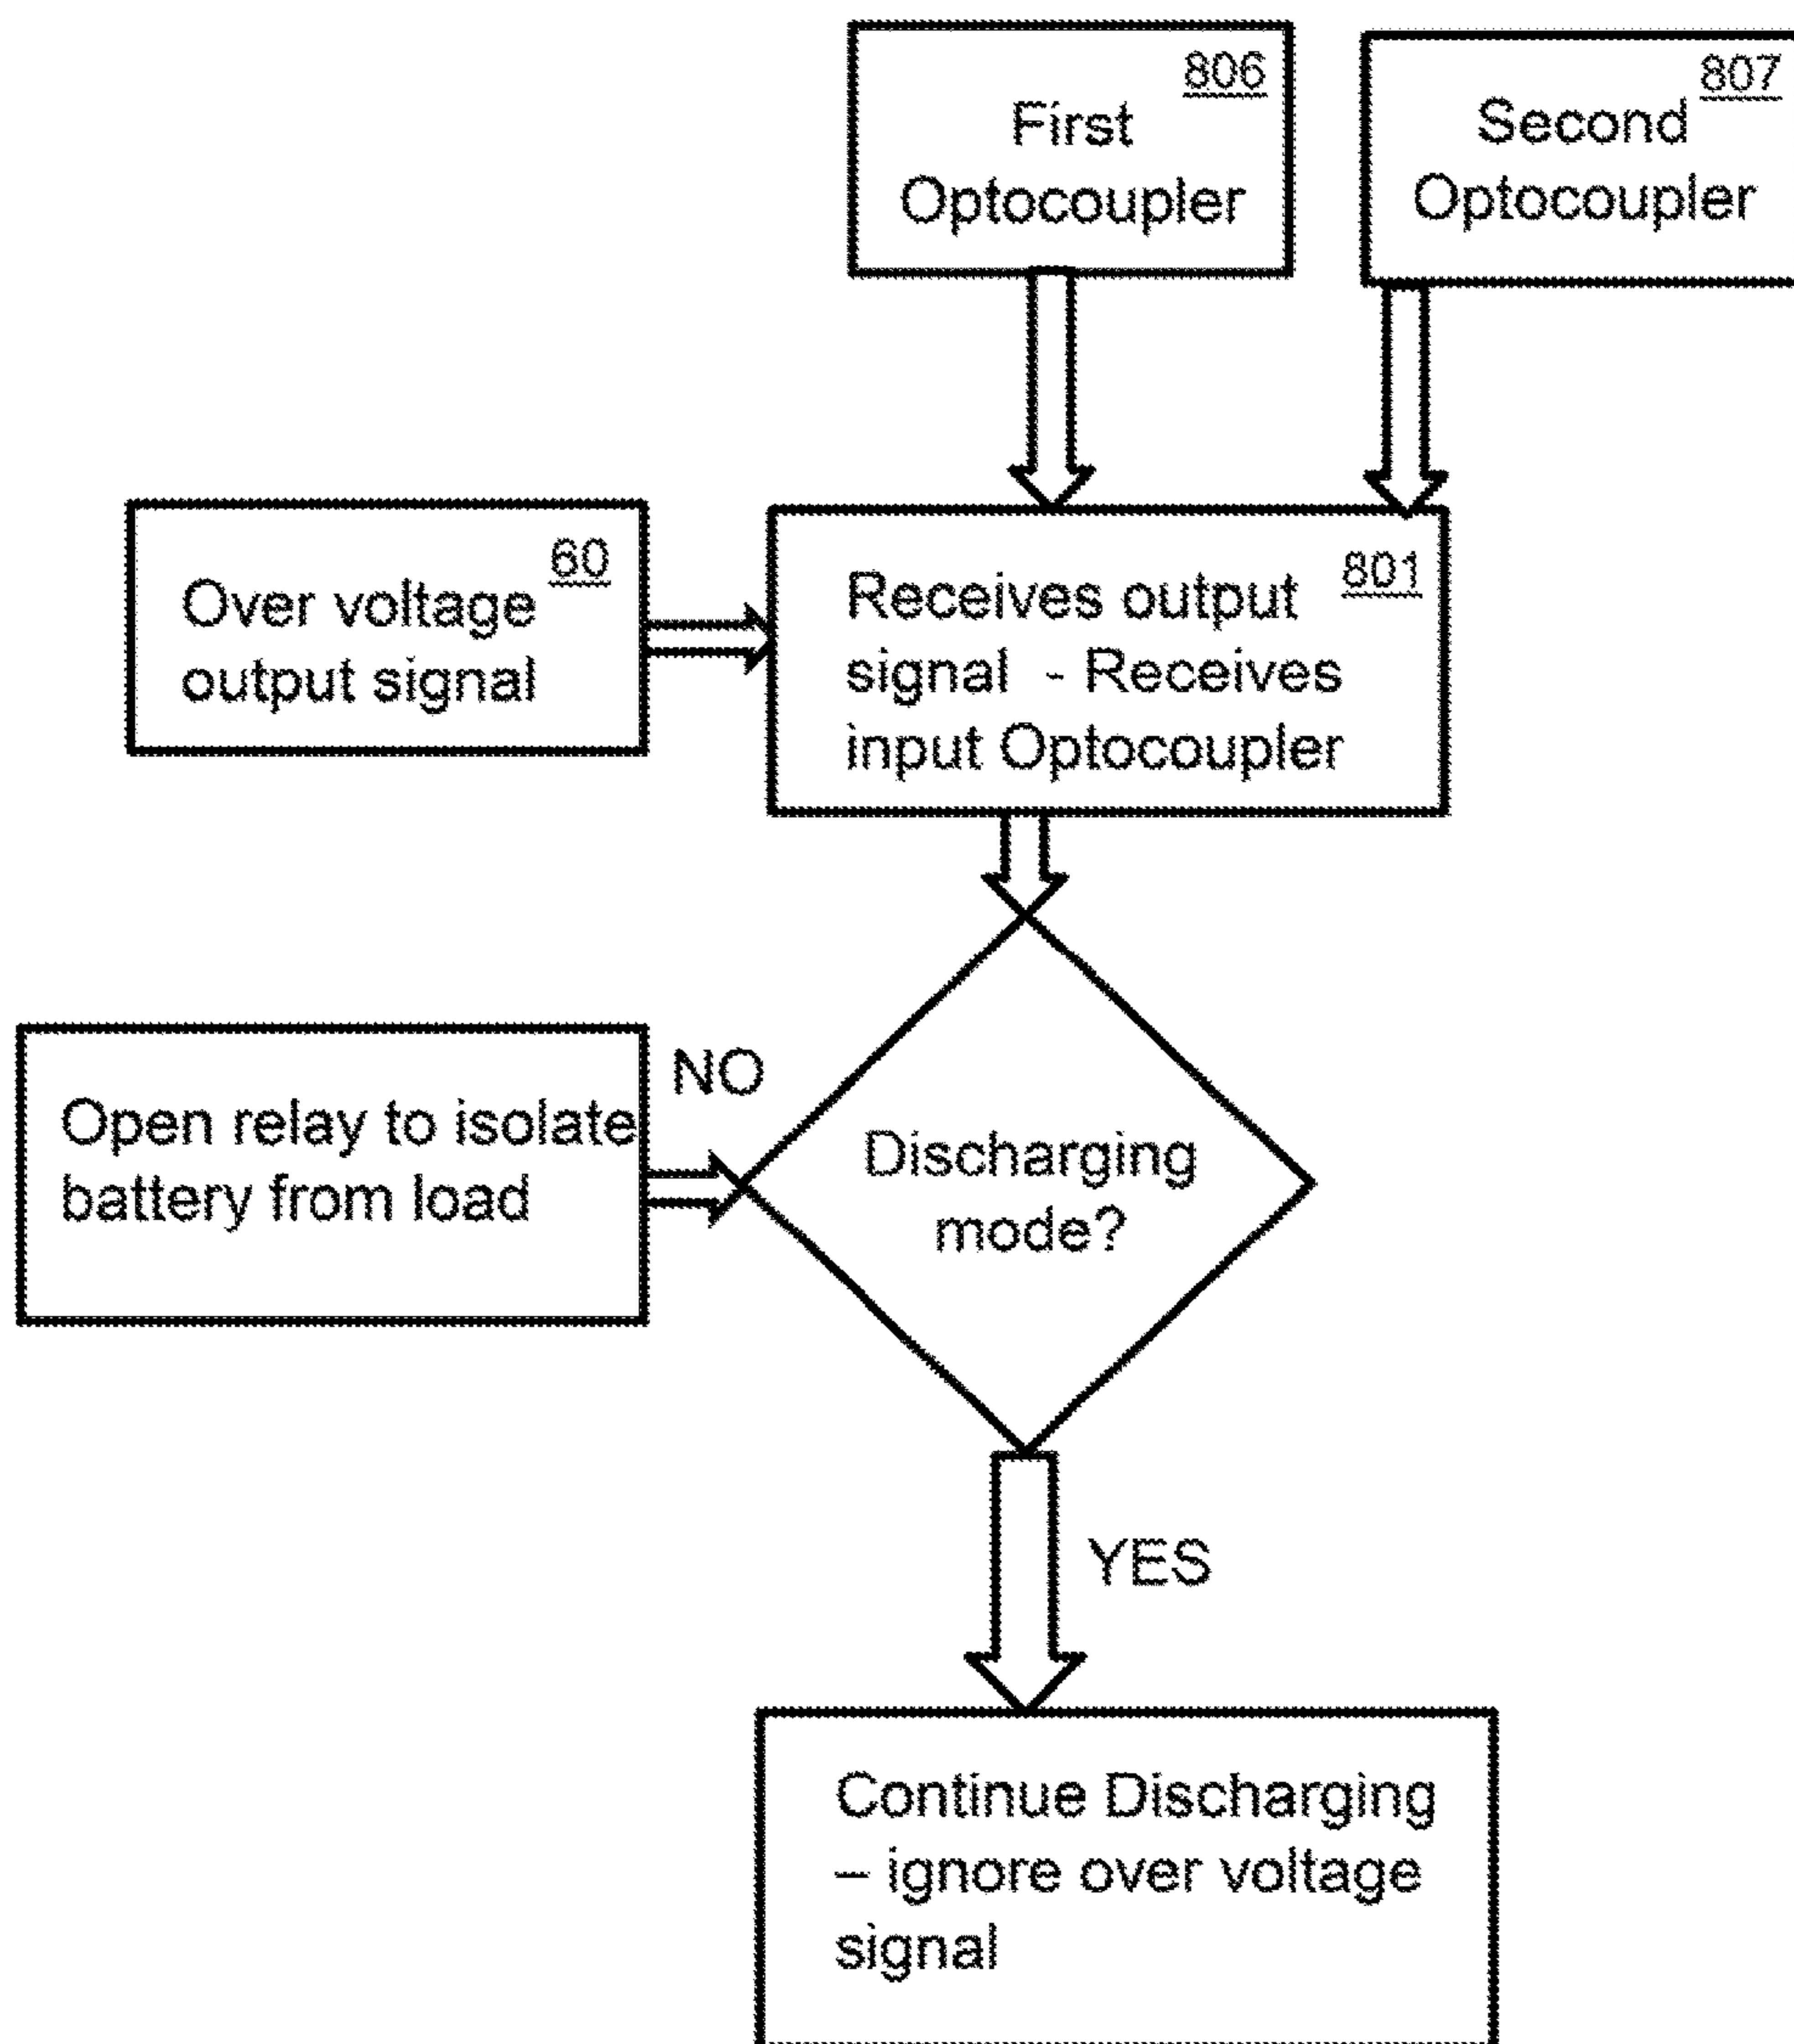 806
First
Optocoupler
807
Second
Optocoupler
60
Over voltage
output signal
801
Receives output
signal - Receives
input Optocoupler
NO
Open relay to isolate
battery from load
Discharging
mode?
YES
Continue Discharging
– ignore over voltage
signal